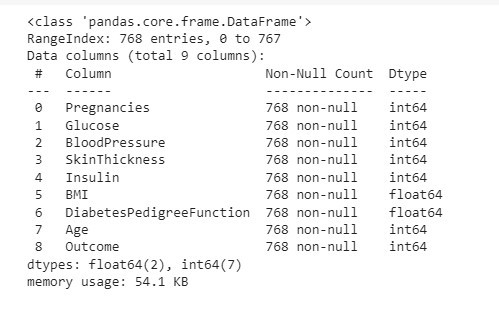 <class 'pandas.core.frame.DataFrame'>
RangeIndex: 768 entries, 0 to 767
Data columns (total 9 columns):
 #   Column                    Non-Null Count  Dtype
---  ------                    --------------  -----
 0   Pregnancies               768 non-null    int64
 1   Glucose                   768 non-null    int64
 2   BloodPressure             768 non-null    int64
 3   SkinThickness             768 non-null    int64
 4   Insulin                   768 non-null    int64
 5   BMI                       768 non-null    float64
 6   DiabetesPedigreeFunction  768 non-null    float64
 7   Age                       768 non-null    int64
 8   Outcome                   768 non-null    int64
dtypes: float64(2), int64(7)
memory usage: 54.1 KB